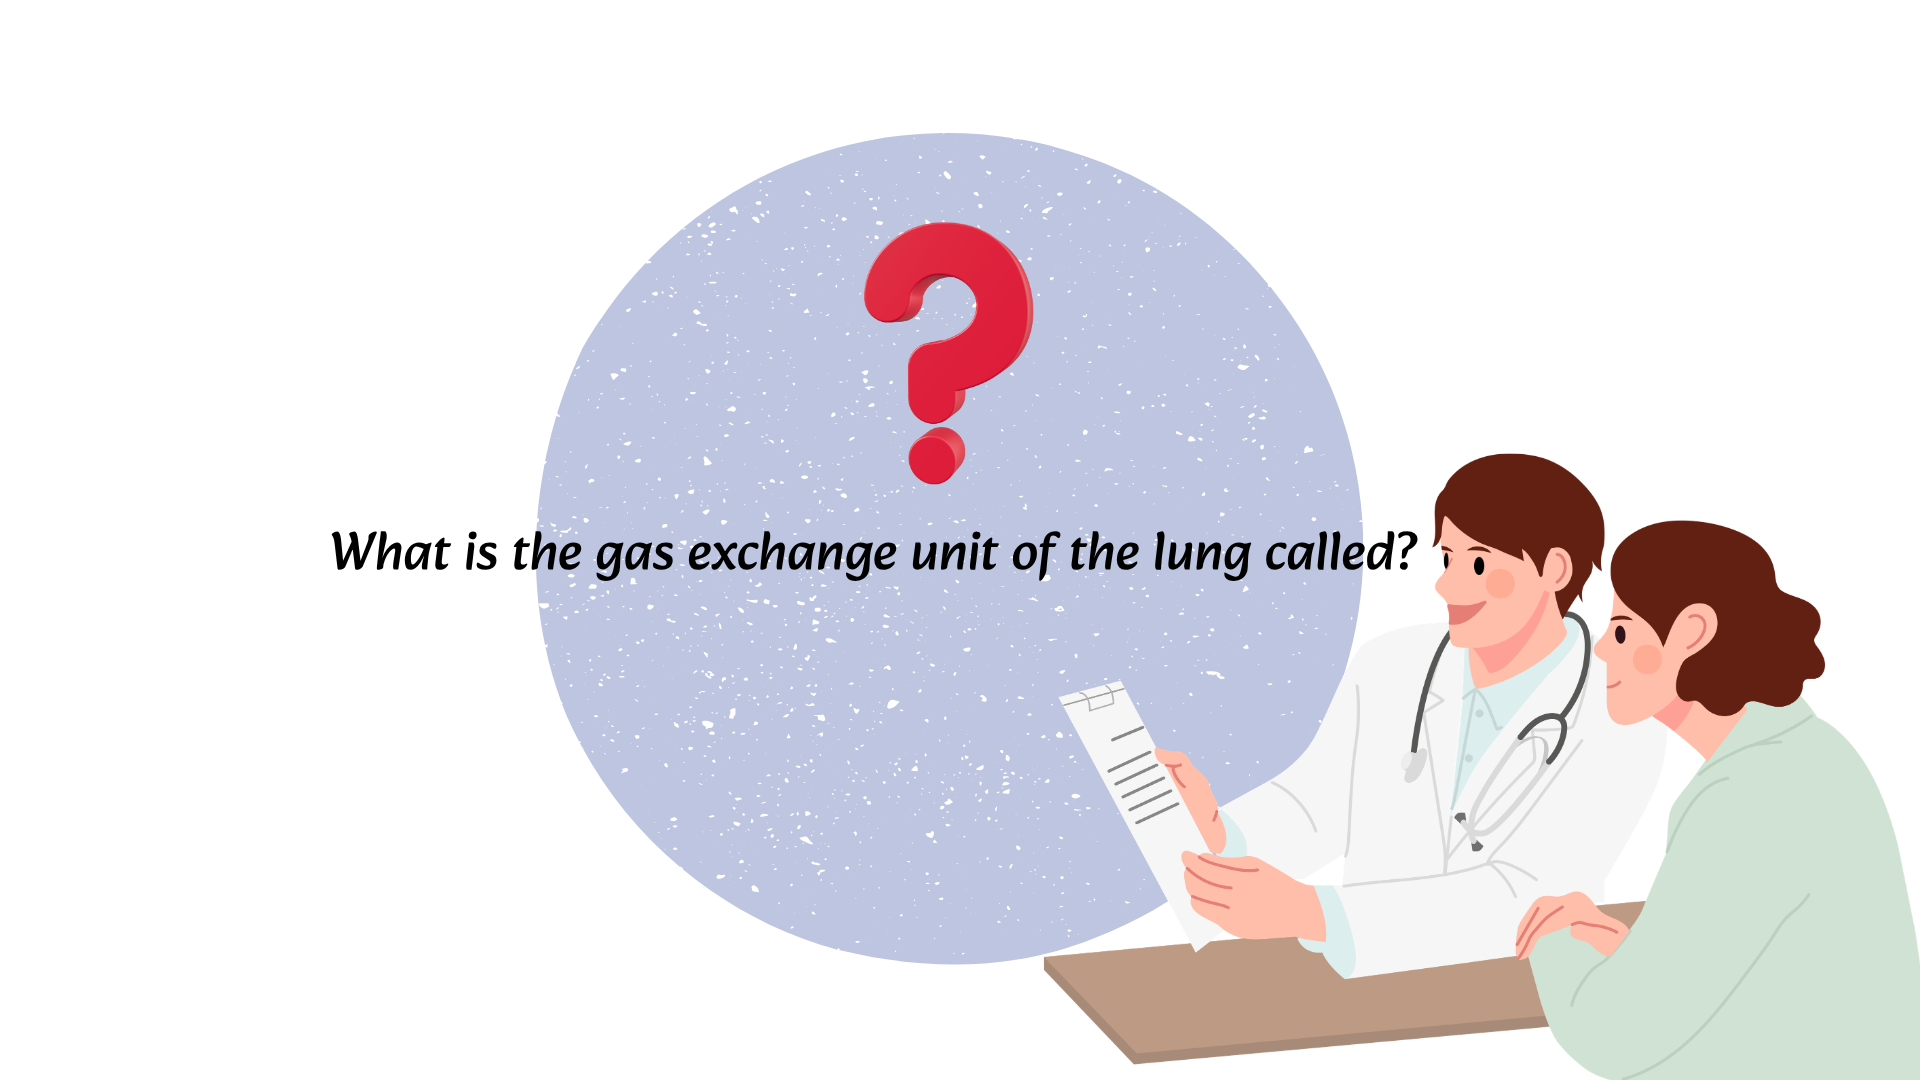 What is the gas exchange unit of the lung called?